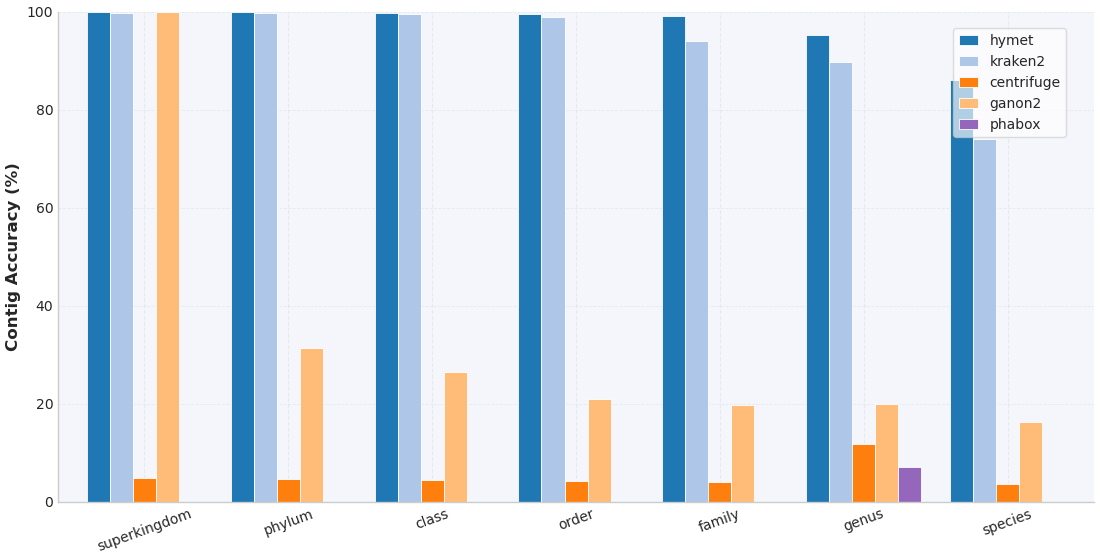 Contig Accuracy (%)
100
80
60
40
20
0
superkingdom
phylum
class
order
family
genus
species
hymet
kraken2
centrifuge
ganon2
phabox